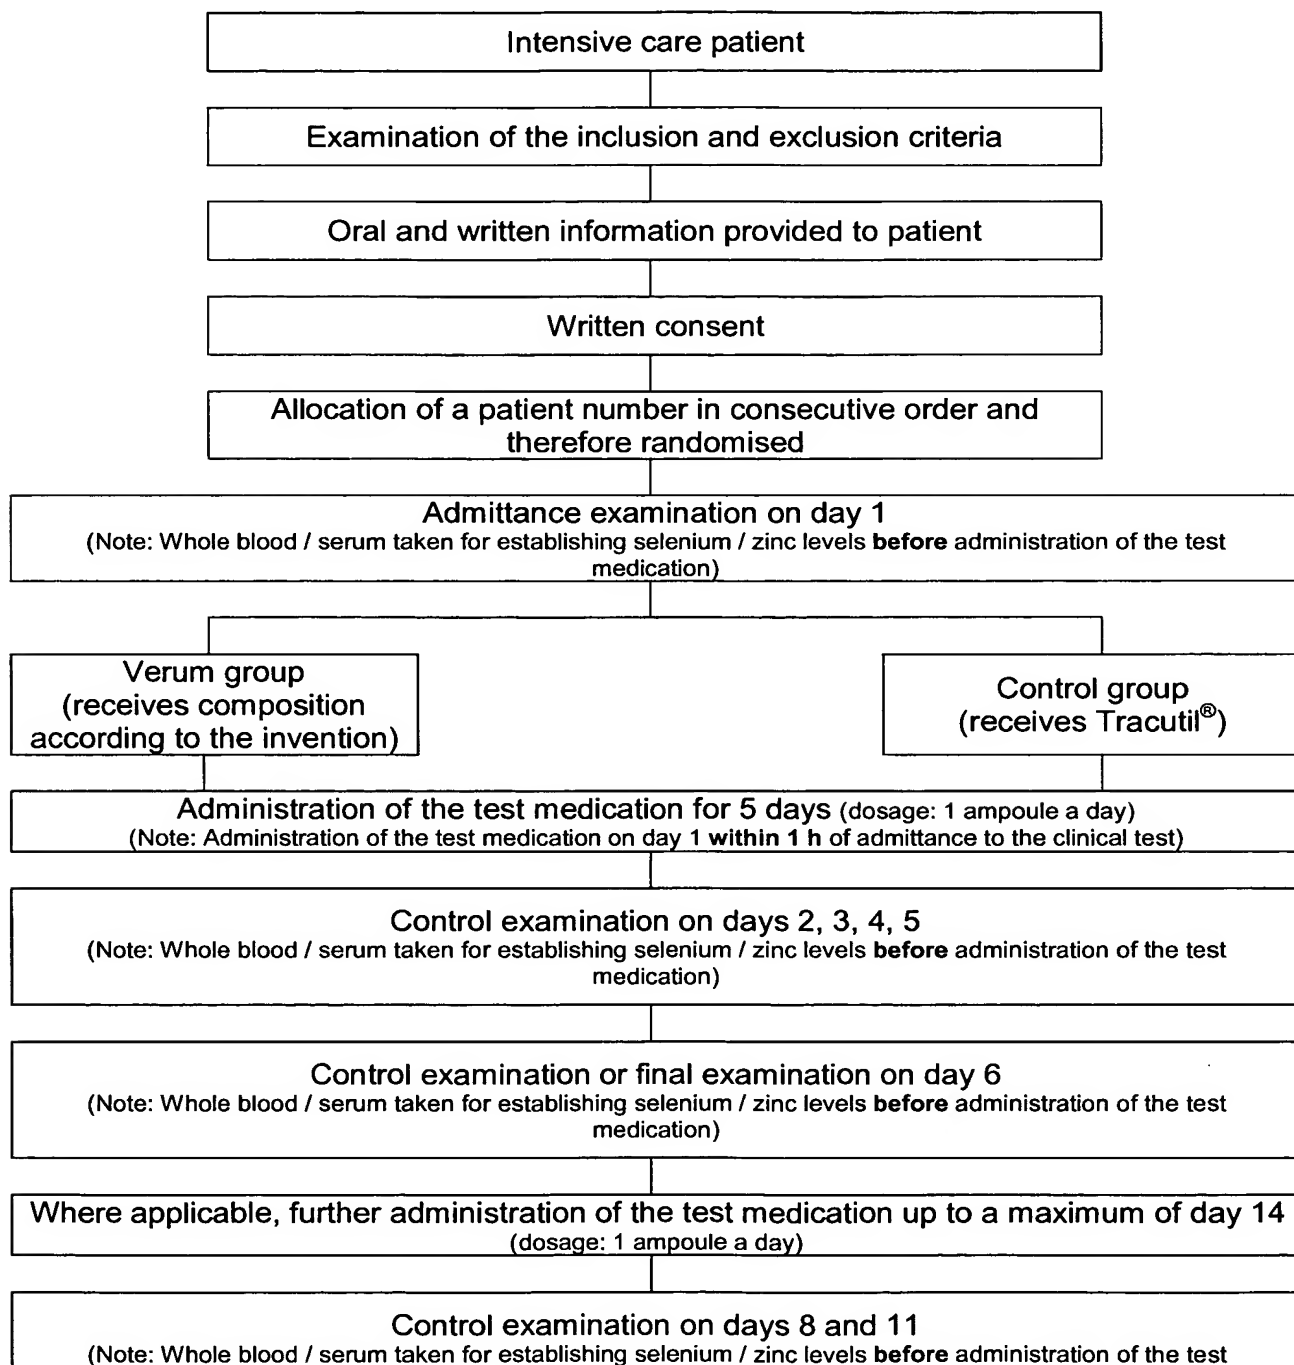 Intensive care patient
Examination of the inclusion and exclusion criteria
Oral and written information provided to patient
Written consent
Allocation of a patient number in consecutive order and
therefore randomised
Admittance examination on day 1
(Note: Whole blood / serum taken for establishing selenium / zinc levels before administration of the test
medication)
Verum group
(receives composition
according to the invention)
Control group
(receives Tracutil®)
Administration of the test medication for 5 days (dosage: 1 ampoule a day)
(Note: Administration of the test medication on day 1 within 1 h of admittance to the clinical test)
Control examination on days 2, 3, 4, 5
(Note: Whole blood / serum taken for establishing selenium / zinc levels before administration of the test
medication)
Control examination or final examination on day 6
(Note: Whole blood / serum taken for establishing selenium / zinc levels before administration of the test
medication)
Where applicable, further administration of the test medication up to a maximum of day 14
(dosage: 1 ampoule a day)
Control examination on days 8 and 11
(Note: Whole blood / serum taken for establishing selenium / zinc levels before administration of the test